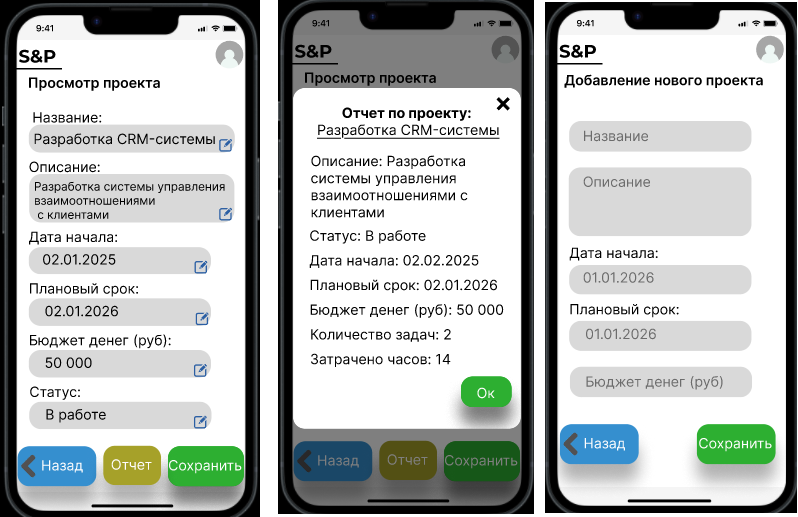 9:41
S&P
Просмотр проекта
Название:
Разработка CRM-системы
Описание:
Разработка системы управления
взаимоотношениями
с клиентами
Дата начала:
02.01.2025
Плановый срок:
02.01.2026
Бюджет денег (руб):
50 000
Статус:
В работе
Назад
Отчет
Сохранить
9:41
S&P
Просмотр проекта
Отчет по проекту:
Разработка CRM-системы
Описание: Разработка
системы управления
взаимоотношениями с
клиентами
Статус: В работе
Дата начала: 02.02.2025
Плановый срок: 02.01.2026
Бюджет денег (руб): 50 000
Количество задач: 2
Затрачено часов: 14
Ок
Назад
Отчет
Сохранить
9:41
S&P
Добавление нового проекта
Название
Описание
Дата начала:
01.01.2026
Плановый срок:
01.01.2026
Бюджет денег (руб)
Назад
Сохранить